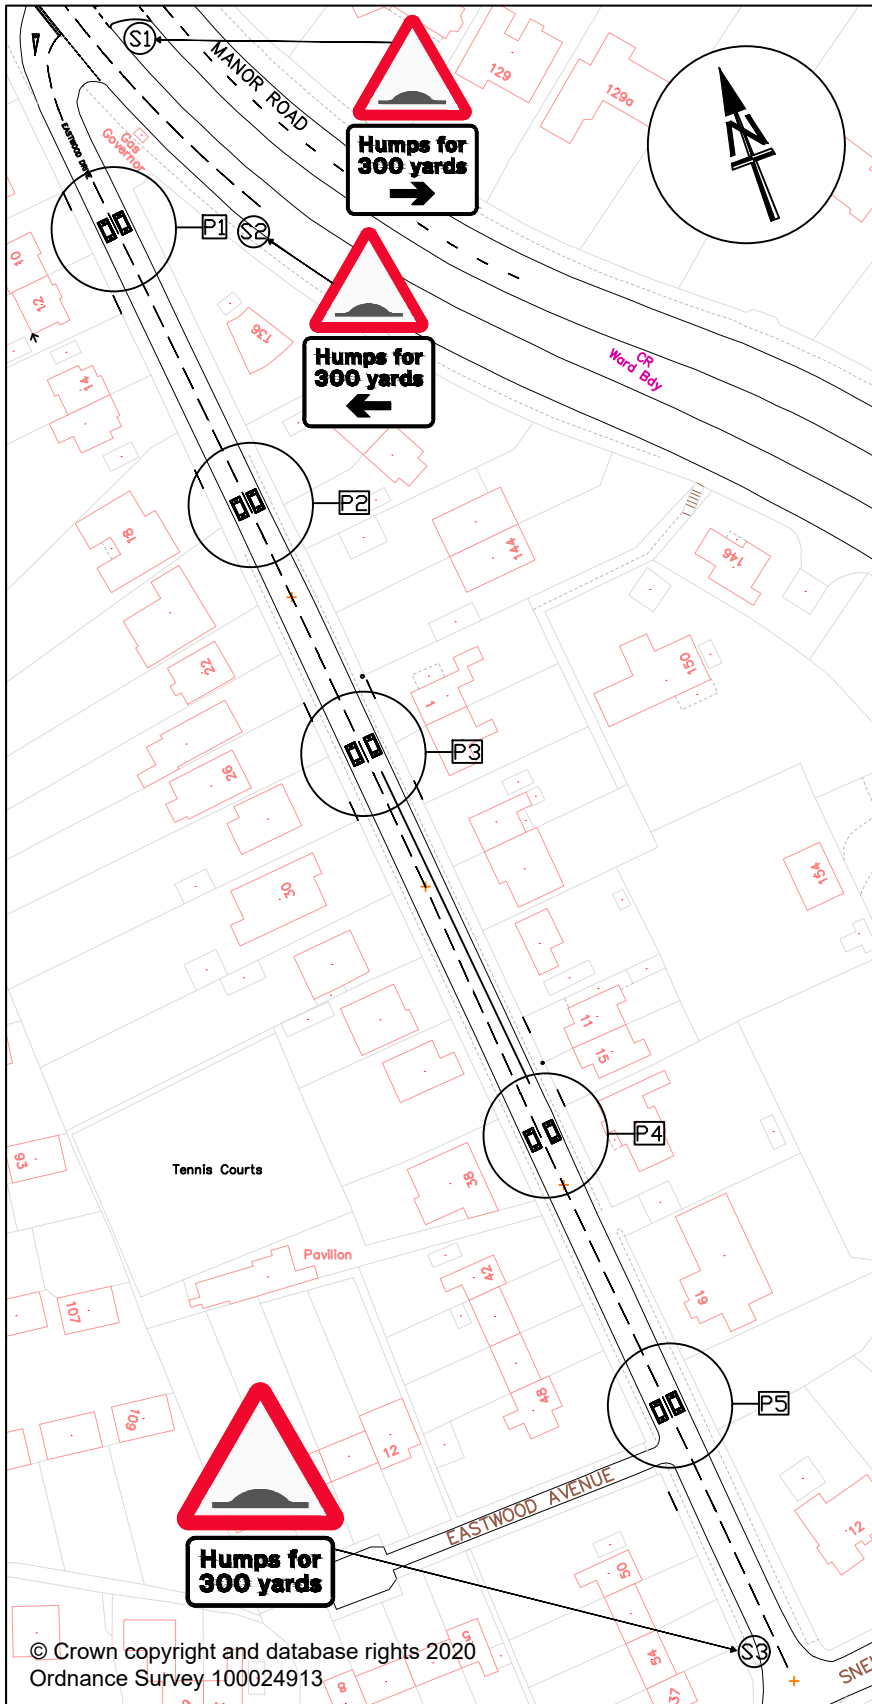 S1
MANOR ROAD
129
129a
EASTWOOD DRIVE
Gas
Governor
Humps for
300 yards
N
P1
S2
10
12
136
Humps for
300 yards
CR
Ward Bdy
14
P2
18
144
146
22
150
1
P3
26
30
154
11
15
P4
93
Tennis Courts
38
Pavilion
42
19
107
48
P5
109
12
EASTWOOD AVENUE
12
Humps for
300 yards
50
S3
54
37
© Crown copyright and database rights 2020
Ordnance Survey 100024913